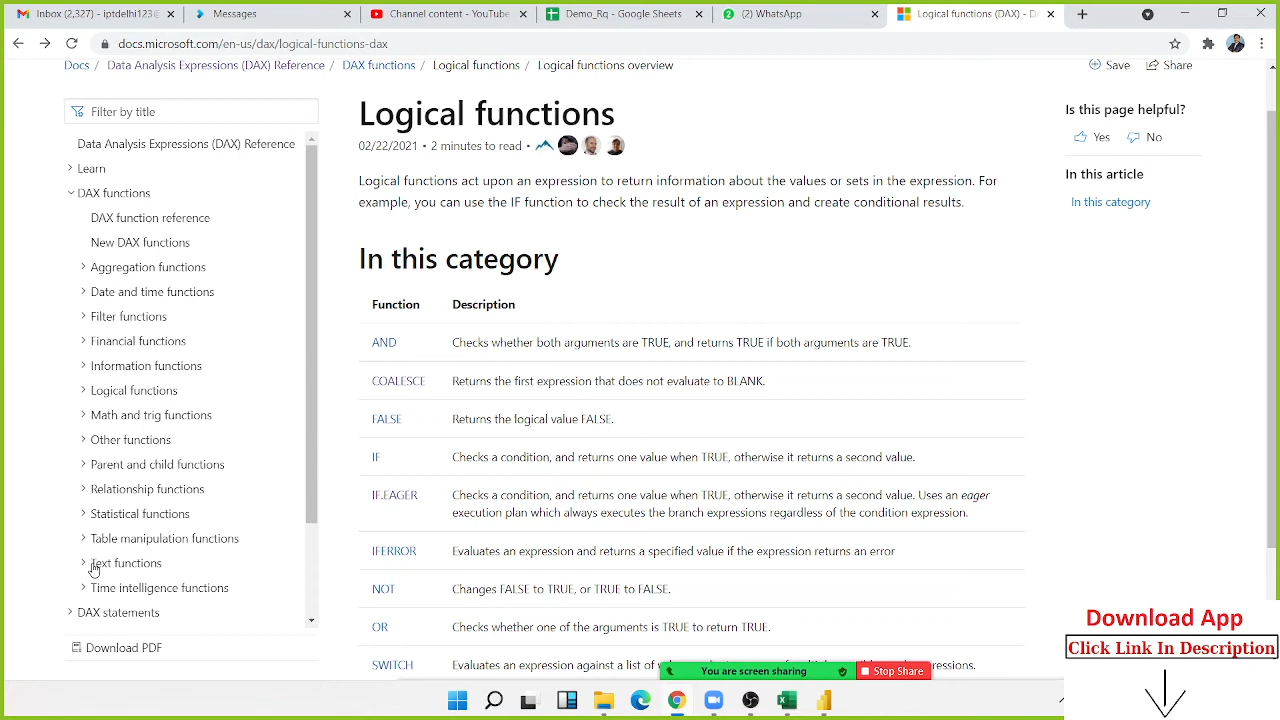 Inbox (2,327) - iptdelhi123@
Messages
Channel content - YouTube
Demo_Rq - Google Sheets
(2) WhatsApp
Logical functions (DAX) - D
docs.microsoft.com/en-us/dax/logical-functions-dax
Docs / Data Analysis Expressions (DAX) Reference / DAX functions / Logical functions / Logical functions overview
Save Share
Filter by title
Data Analysis Expressions (DAX) Reference
Learn
DAX functions
DAX function reference
New DAX functions
Aggregation functions
Date and time functions
Filter functions
Financial functions
Information functions
Logical functions
Math and trig functions
Other functions
Parent and child functions
Relationship functions
Statistical functions
Table manipulation functions
Text functions
Time intelligence functions
DAX statements
Download PDF
Logical functions
02/22/2021 • 2 minutes to read •
Logical functions act upon an expression to return information about the values or sets in the expression. For
example, you can use the IF function to check the result of an expression and create conditional results.
In this category
Function Description
AND Checks whether both arguments are TRUE, and returns TRUE if both arguments are TRUE.
COALESCE Returns the first expression that does not evaluate to BLANK.
FALSE Returns the logical value FALSE.
IF Checks a condition, and returns one value when TRUE, otherwise it returns a second value.
IF.EAGER Checks a condition, and returns one value when TRUE, otherwise it returns a second value. Uses an eager
execution plan which always executes the branch expressions regardless of the condition expression.
IFERROR Evaluates an expression and returns a specified value if the expression returns an error
NOT Changes FALSE to TRUE, or TRUE to FALSE.
OR Checks whether one of the arguments is TRUE to return TRUE.
SWITCH Evaluates an expression against a list of
Is this page helpful?
Yes No
In this article
In this category
You are screen sharing
Stop Share
Download App
Click Link In Description